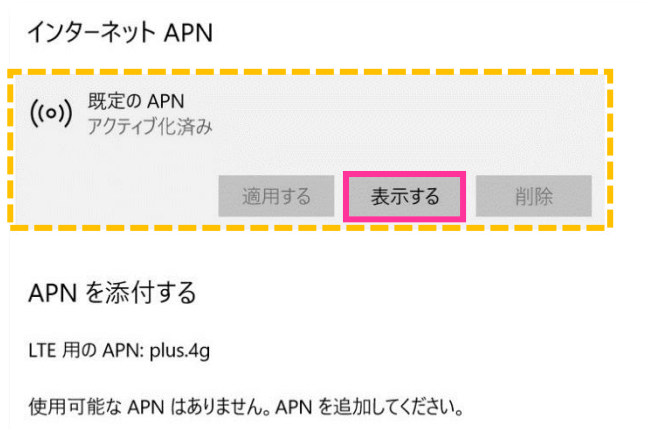 インターネット APN
既定の APN
アクティブ化済み
適用する 表示する 削除
APN を添付する
LTE 用の APN: plus.4g
使用可能な APN はありません。APN を追加してください。